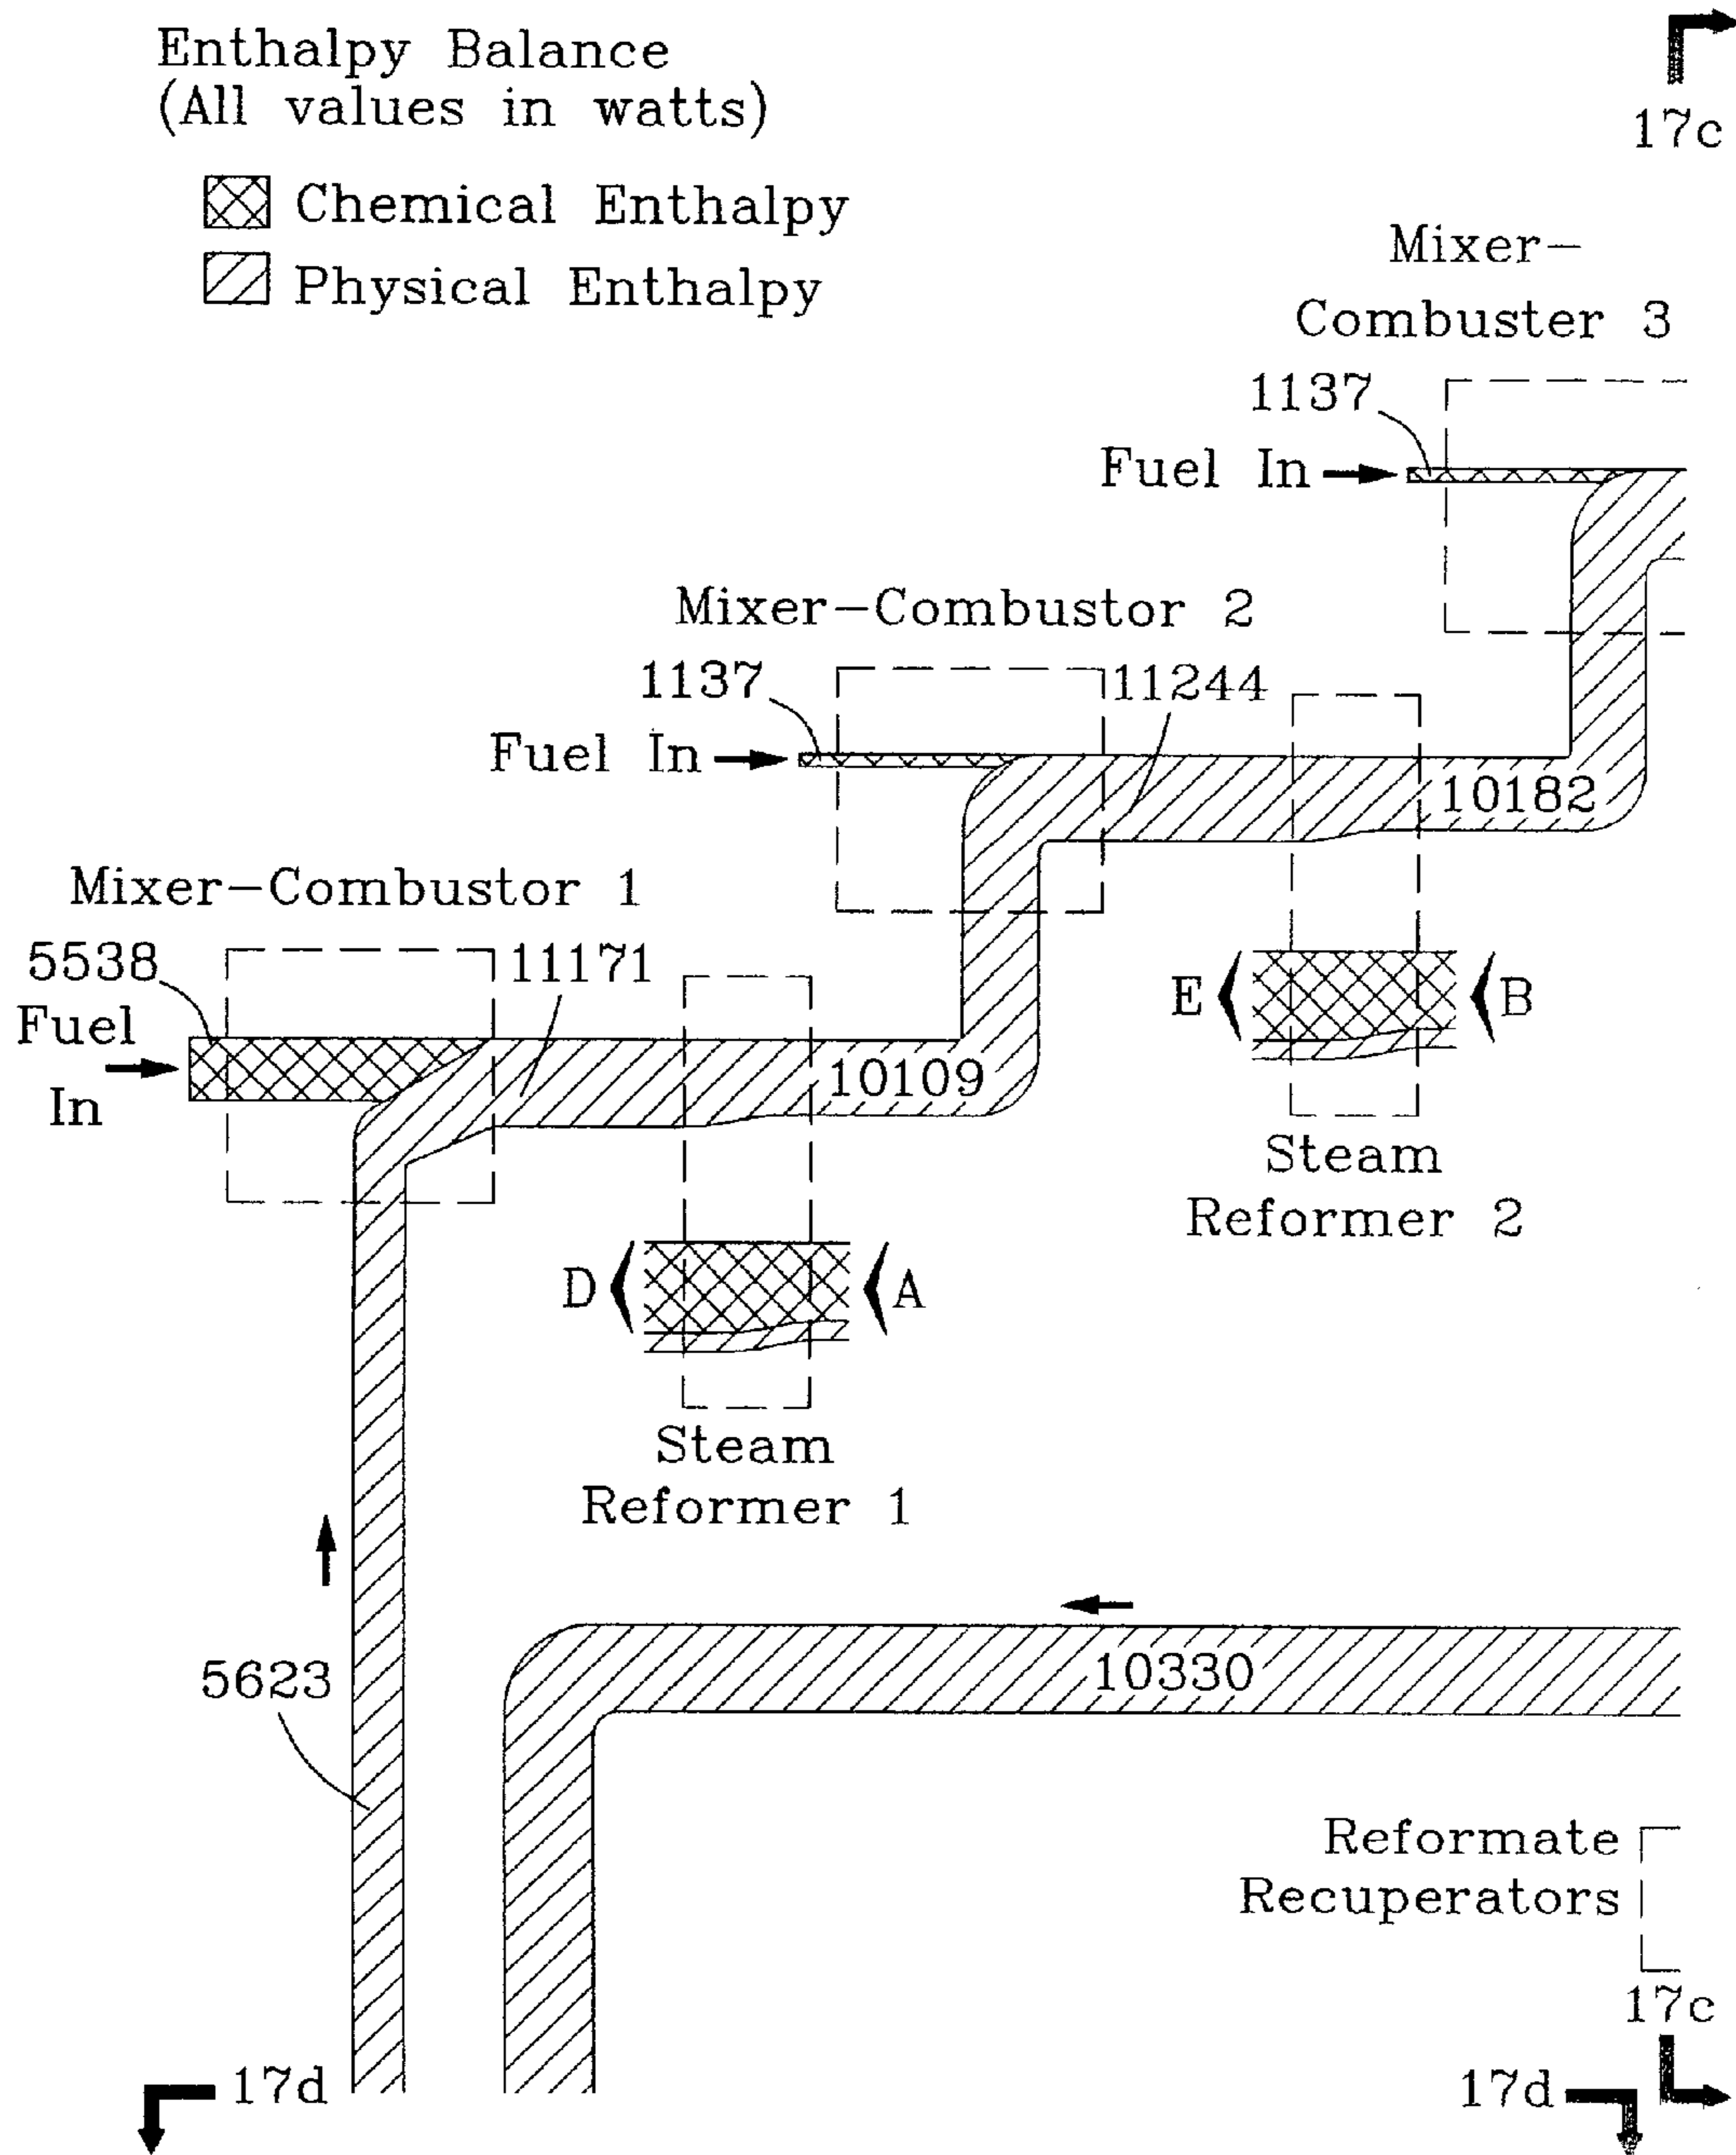 Enthalpy Balance
(All values in watts)
Chemical Enthalpy
Physical Enthalpy
17c
Mixer-
Combuster 3
1137
Fuel In
Mixer-Combustor 2
1137
11244
Fuel In
10182
Mixer-Combustor 1
5538
11171
Fuel
In
10109
E
B
Steam
Reformer 2
D
A
Steam
Reformer 1
5623
10330
Reformate
Recuperators
17c
17d
17d